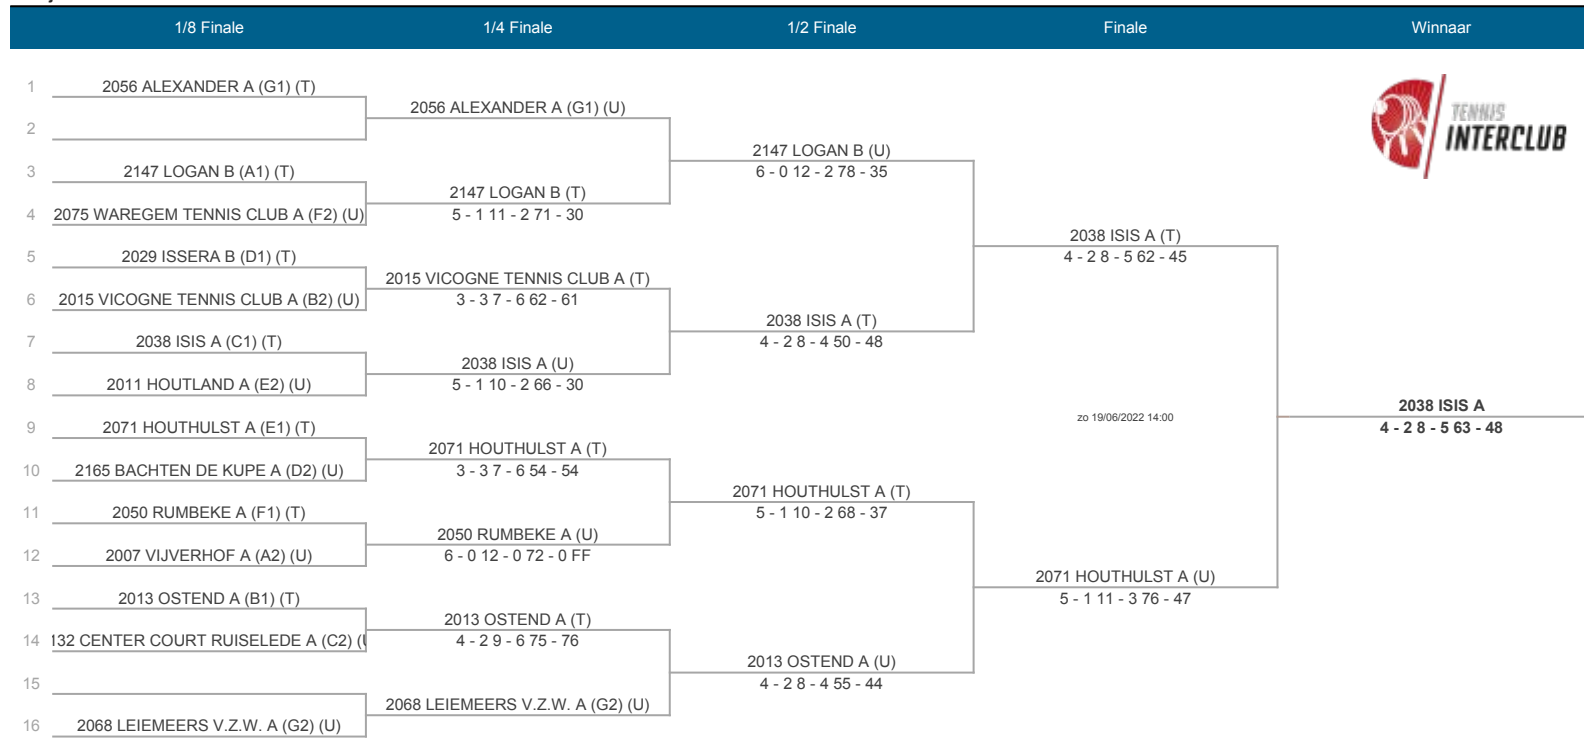 1/8 Finale
1/4 Finale
1/2 Finale
Finale
Winnaar
TENNIS
INTERCLUB
1
2056 ALEXANDER A (G1) (T)
2
3
2147 LOGAN B (A1) (T)
4
2075 WAREGEM TENNIS CLUB A (F2) (U)
5
2029 ISSERA B (D1) (T)
6
2015 VICOGNE TENNIS CLUB A (B2) (U)
7
2038 ISIS A (C1) (T)
8
2011 HOUTLAND A (E2) (U)
9
2071 HOUTHULST A (E1) (T)
10
2165 BACHTEN DE KUPE A (D2) (U)
11
2050 RUMBEKE A (F1) (T)
12
2007 VIJVERHOF A (A2) (U)
13
2013 OSTEND A (B1) (T)
14
132 CENTER COURT RUISELEDE A (C2) (U
15
16
2068 LEIEMEERS V.Z.W. A (G2) (U)
2056 ALEXANDER A (G1) (U)
2147 LOGAN B (T)
5 - 1 11 - 2 71 - 30
2015 VICOGNE TENNIS CLUB A (T)
3 - 3 7 - 6 62 - 61
2038 ISIS A (U)
5 - 1 10 - 2 66 - 30
2071 HOUTHULST A (T)
3 - 3 7 - 6 54 - 54
2050 RUMBEKE A (U)
6 - 0 12 - 0 72 - 0 FF
2013 OSTEND A (T)
4 - 2 9 - 6 75 - 76
2068 LEIEMEERS V.Z.W. A (G2) (U)
2147 LOGAN B (U)
6 - 0 12 - 2 78 - 35
2038 ISIS A (T)
4 - 2 8 - 4 50 - 48
2071 HOUTHULST A (T)
5 - 1 10 - 2 68 - 37
2013 OSTEND A (U)
4 - 2 8 - 4 55 - 44
2038 ISIS A (T)
4 - 2 8 - 5 62 - 45
zo 19/06/2022 14:00
2071 HOUTHULST A (U)
5 - 1 11 - 3 76 - 47
2038 ISIS A
4 - 2 8 - 5 63 - 48